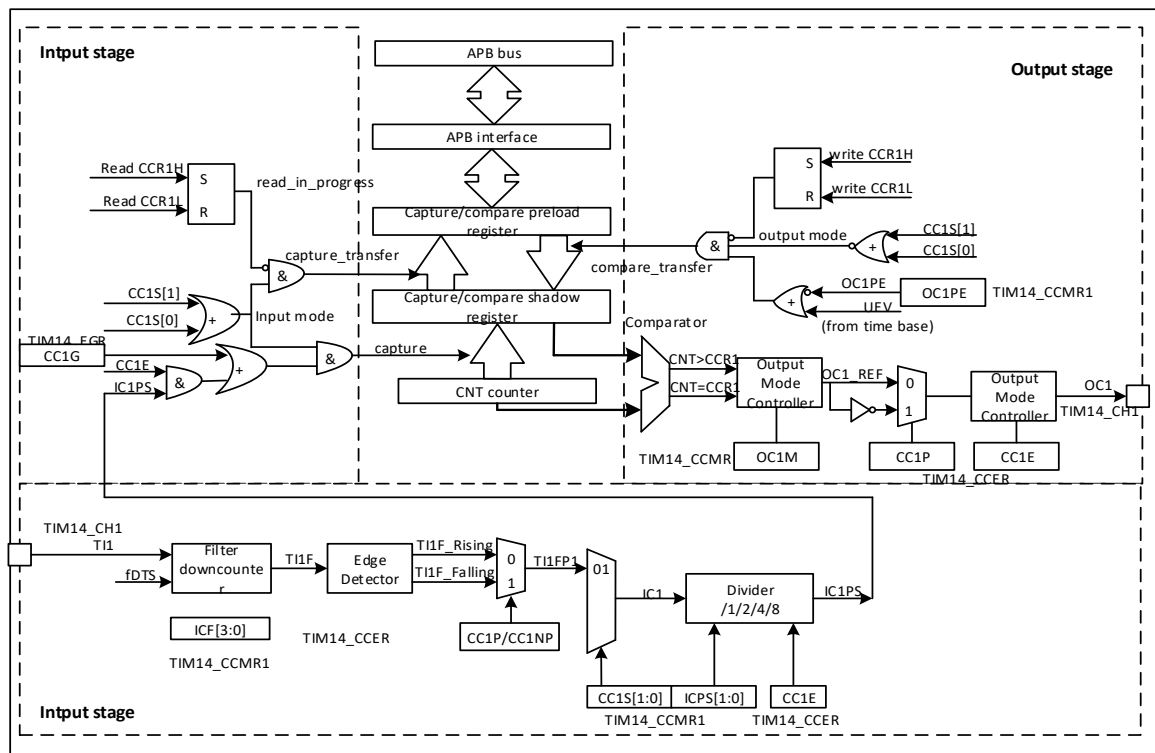 Intput stage
APB bus
Output stage
APB interface
Read CCR1H
S
read_in_progress
Read CCR1L
R
S
write CCR1H
R
write CCR1L
Capture/compare preload
register
&
output mode
+
CC1S[1]
CC1S[0]
capture_transfer
&
compare_transfer
OC1PE
OC1PE
TIM14_CCMR1
+
UEV
(from time base)
CC1S[1]
CC1S[0]
+
Input mode
Capture/compare shadow
register
Comparator
TIM14_EGR
CC1G
CC1E
IC1PS
&
+
&
capture
CNT counter
CNT>CCR1
CNT=CCR1
Output
Mode
Controller
OC1_REF
0
1
Output
Mode
Controller
OC1
TIM14_CH1
TIM14_CCMR
OC1M
CC1P
CC1E
TIM14_CCER
TIM14_CH1
TI1
fDTS
Filter
downcounte
r
TI1F
Edge
Detector
TI1F_Rising
TI1F_Falling
0
1
TI1FP1
01
IC1
Divider
/1/2/4/8
IC1PS
ICF[3:0]
TIM14_CCMR1
TIM14_CCER
CC1P/CC1NP
CC1S[1:0]
ICPS[1:0]
CC1E
TIM14_CCMR1
TIM14_CCER
Intput stage